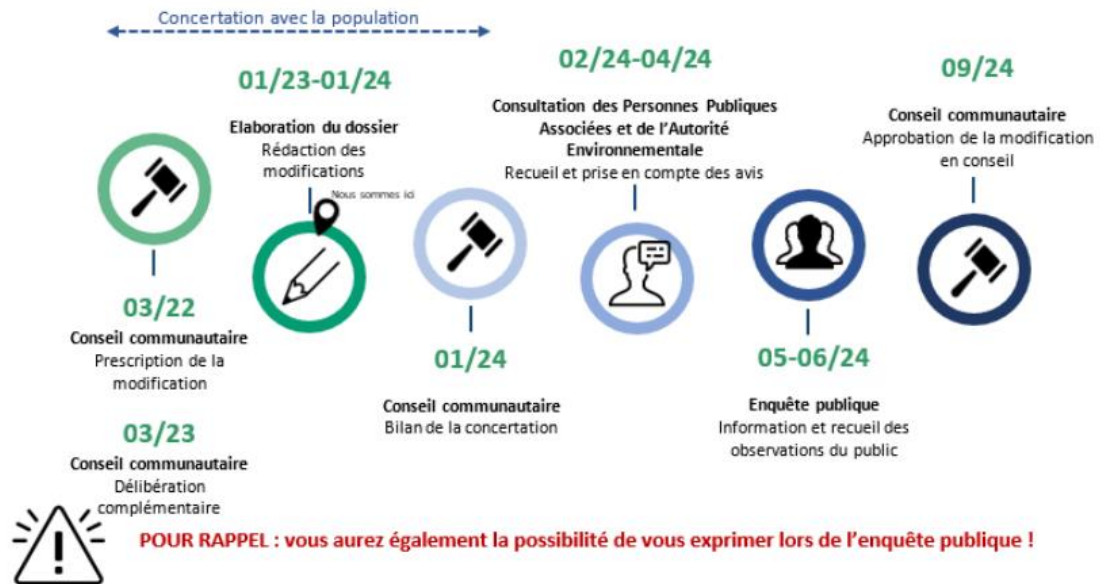 Concertation avec la population
03/22
Conseil communautaire
Prescription de la
modification
03/23
Conseil communautaire
Délibération
complémentaire
01/23-01/24
Elaboration du dossier
Rédaction des
modifications
Nous sommes ici
01/24
Conseil communautaire
Bilan de la concertation
02/24-04/24
Consultation des Personnes Publiques
Associées et de l'Autorité
Environnementale
Recueil et prise en compte des avis
05-06/24
Enquête publique
Information et recueil des
observations du public
09/24
Conseil communautaire
Approbation de la modification
en conseil
POUR RAPPEL : vous aurez également la possibilité de vous exprimer lors de l'enquête publique !